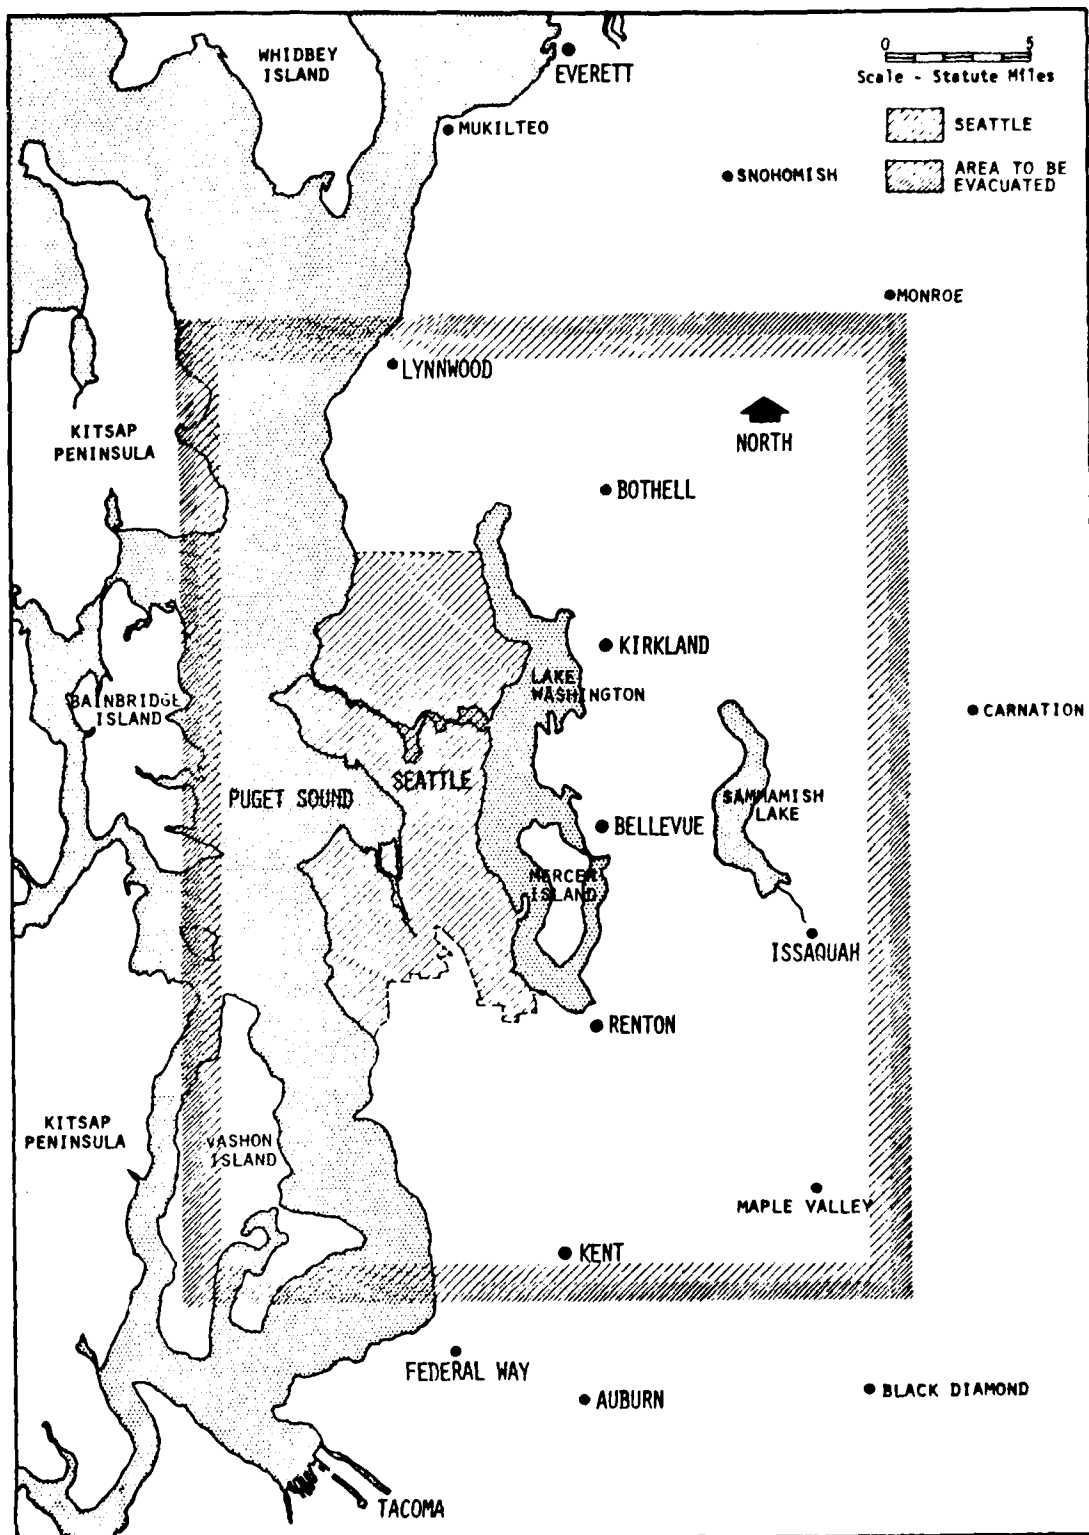 WHIDBEY
ISLAND
EVERETT
0 5
Scale - Statute Miles
MUKILTEO
SEATTLE
SNOHOMISH
AREA TO BE
EVACUATED
MONROE
LYNNWOOD
NORTH
KITSAP
PENINSULA
BOTHELL
KIRKLAND
LAKE
WASHINGTON
BAINBRIDGE
ISLAND
CARNATION
SEATTLE
PUGET SOUND
SAMMAMISH
LAKE
BELLEVUE
MERCER
ISLAND
ISSAQUAH
RENTON
KITSAP
PENINSULA
VASHON
ISLAND
MAPLE VALLEY
KENT
FEDERAL WAY
AUBURN
BLACK DIAMOND
TACOMA